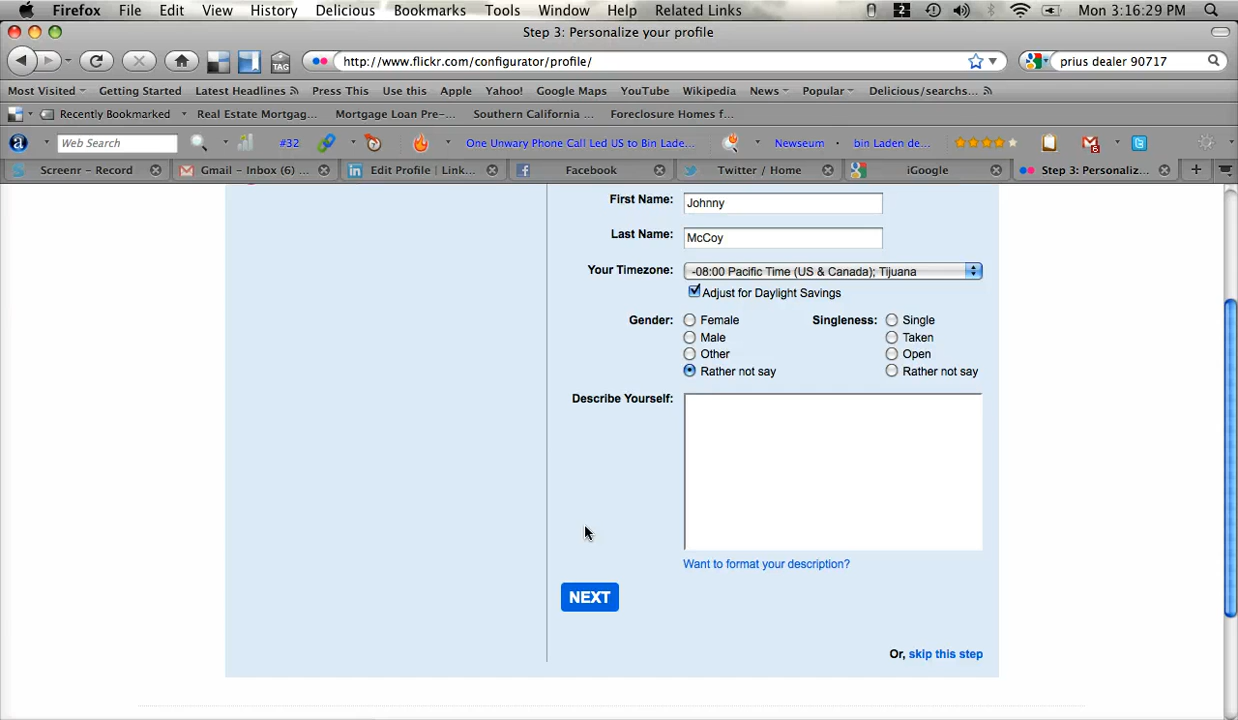 Firefox File Edit View History Delicious Bookmarks Tools Window Help Related Links 2 Mon 3:16:29 PM
Step 3: Personalize your profile
http://www.flickr.com/configurator/profile/ prius dealer 90717
Most Visited Getting Started Latest Headlines Press This Use this Apple Yahoo! Google Maps YouTube Wikipedia News Popular Delicious/searchs...
Recently Bookmarked Real Estate Mortgag... Mortgage Loan Pre-... Southern California ... Foreclosure Homes f...
a Web Search #32 One Unwary Phone Call Led US to Bin Lade... Newseum bin Laden de... 6
Screenr - Record Gmail - Inbox (6) ... Edit Profile | Link... Facebook Twitter / Home iGoogle Step 3: Personaliz...
First Name: Johnny
Last Name: McCoy
Your Timezone: -08:00 Pacific Time (US & Canada); Tijuana
Adjust for Daylight Savings
Gender: Female Singleness: Single
Male Taken
Other Open
Rather not say Rather not say
Describe Yourself:
Want to format your description?
NEXT
Or, skip this step